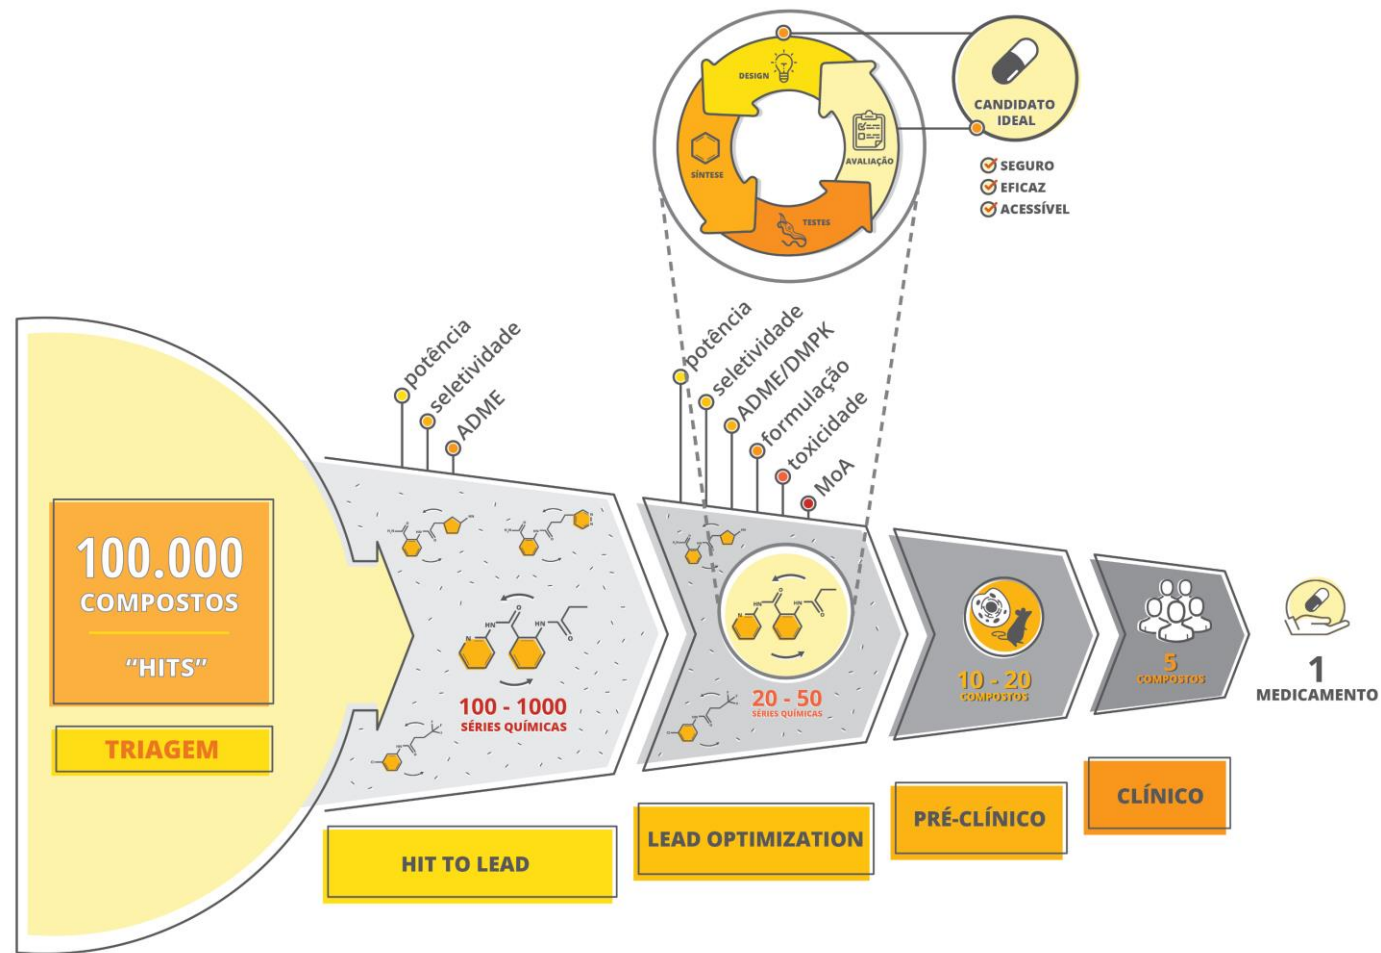 DESIGN
SÍNTESE
AVALIAÇÃO
TESTES
CANDIDATO
IDEAL
SEGURO
EFICAZ
ACESSÍVEL
potência
seletividade
ADME
potência
seletividade
ADME/DMPK
formulação
toxicidade
MoA
100.000
COMPOSTOS
“HITS”
TRIAGEM
100 - 1000
SÉRIES QUÍMICAS
20 - 50
SÉRIES QUÍMICAS
10 - 20
COMPOSTOS
5
COMPOSTOS
1
MEDICAMENTO
HIT TO LEAD
LEAD OPTIMIZATION
PRÉ-CLÍNICO
CLÍNICO